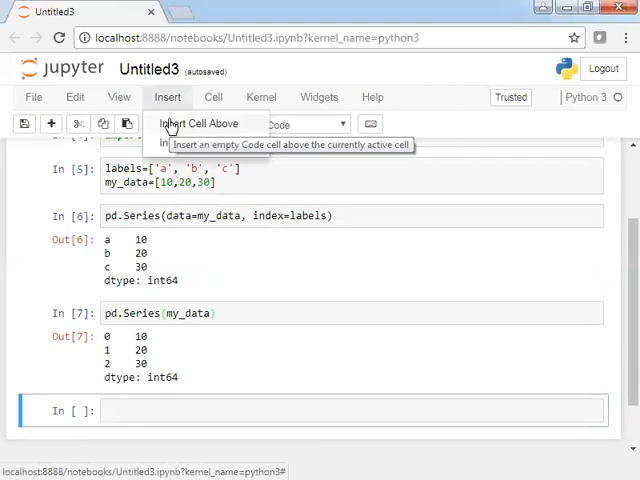 Untitled3
localhost:8888/notebooks/Untitled3.ipynb?kernel_name=python3
jupyter Untitled3 (autosaved)
Logout
File Edit View Insert Cell Kernel Widgets Help Trusted Python 3
Insert Cell Above
Code
Insert an empty Code cell above the currently active cell
In [5] labels=['a', 'b', 'c']
my_data=[10,20,30]
In [6] pd.Series(data=my_data, index=labels)
Out[6]: a 10
b 20
c 30
dtype: int64
In [7] pd.Series(my_data)
Out[7]: 0 10
1 20
2 30
dtype: int64
In [ ]
localhost:8888/notebooks/Untitled3.ipynb?kernel_name=python3#